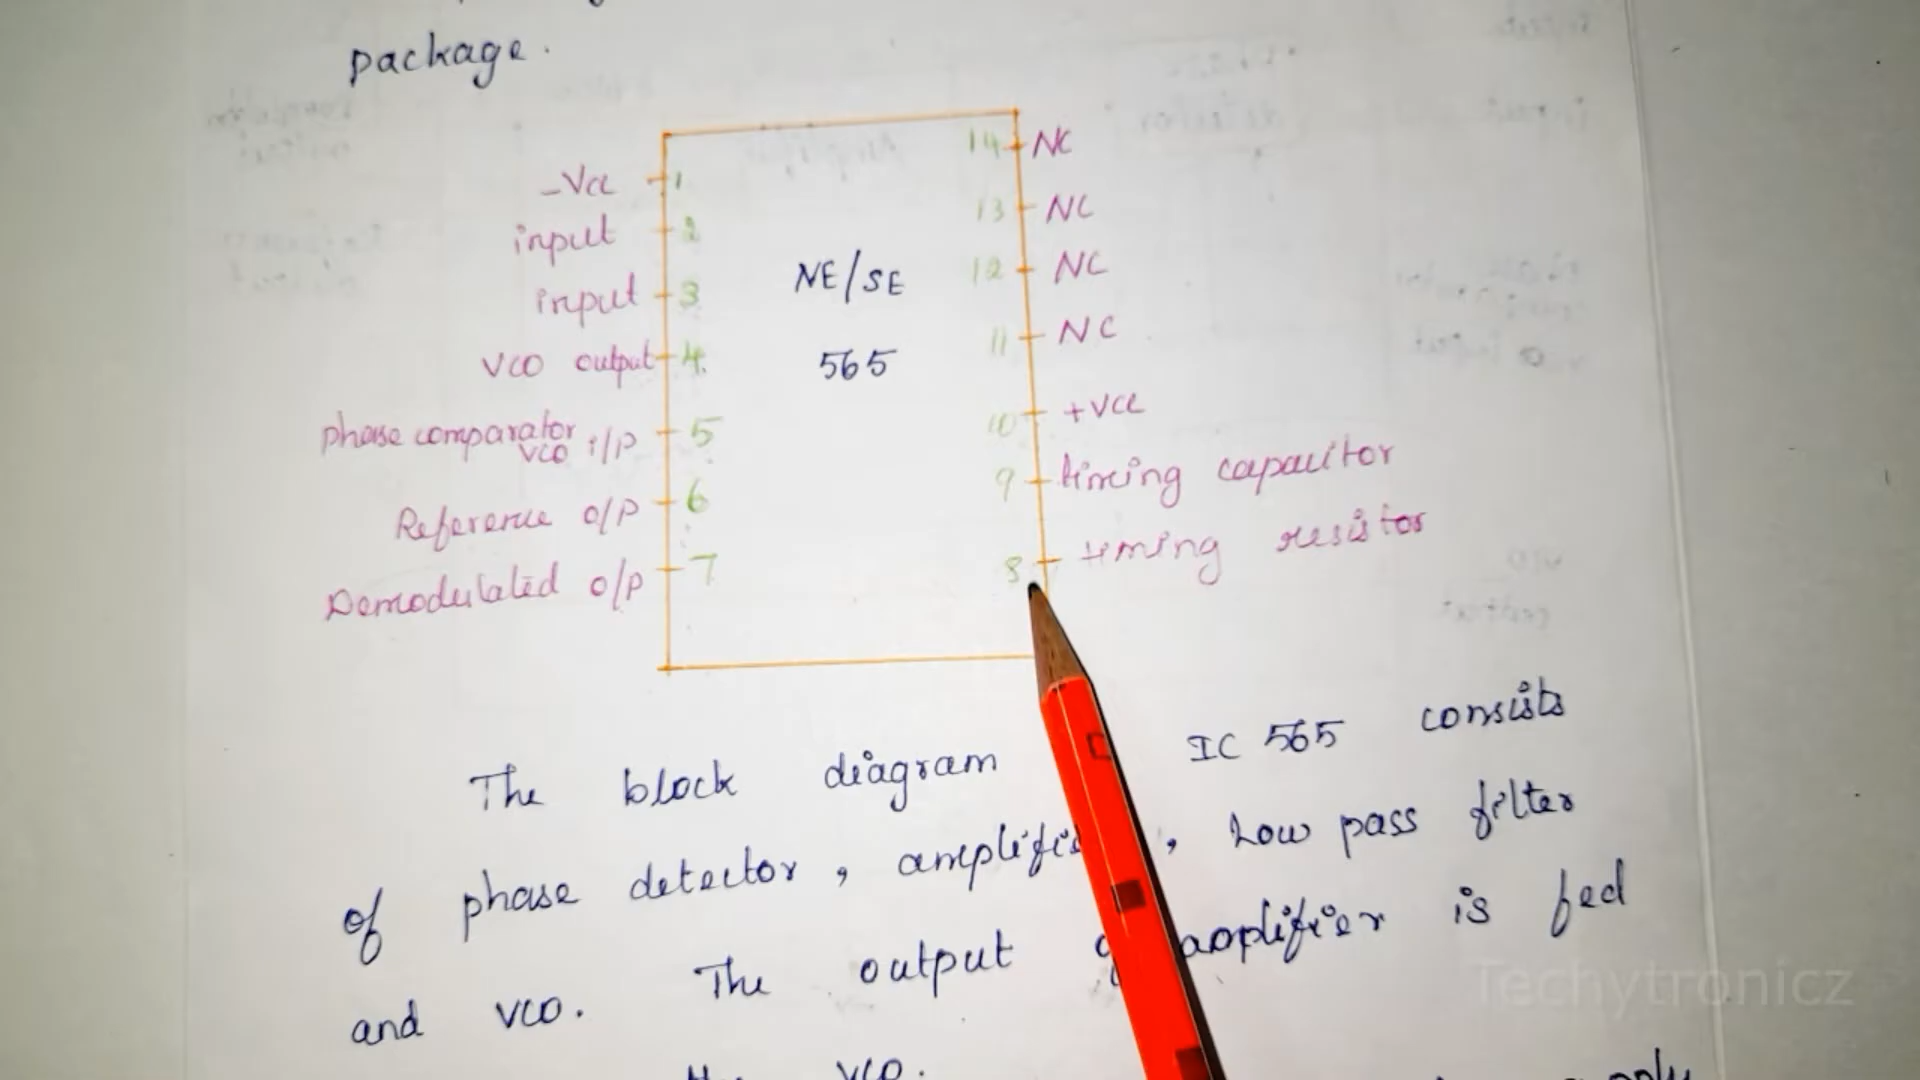 package.
-Vcc 1
input 2
input 3
VCO output 4
phase comparator
VCO i/p 5
Reference o/p 6
Demodulated o/p 7
NE/SE
565
14 NC
13 NC
12 NC
11 NC
10 +Vcc
9 timing capacitor
8 timing resistor
The block diagram IC 565 consists
of phase detector, amplifie , Low pass filter
and VCO. The output of amplifier is fed
VCO.
Techytronicz